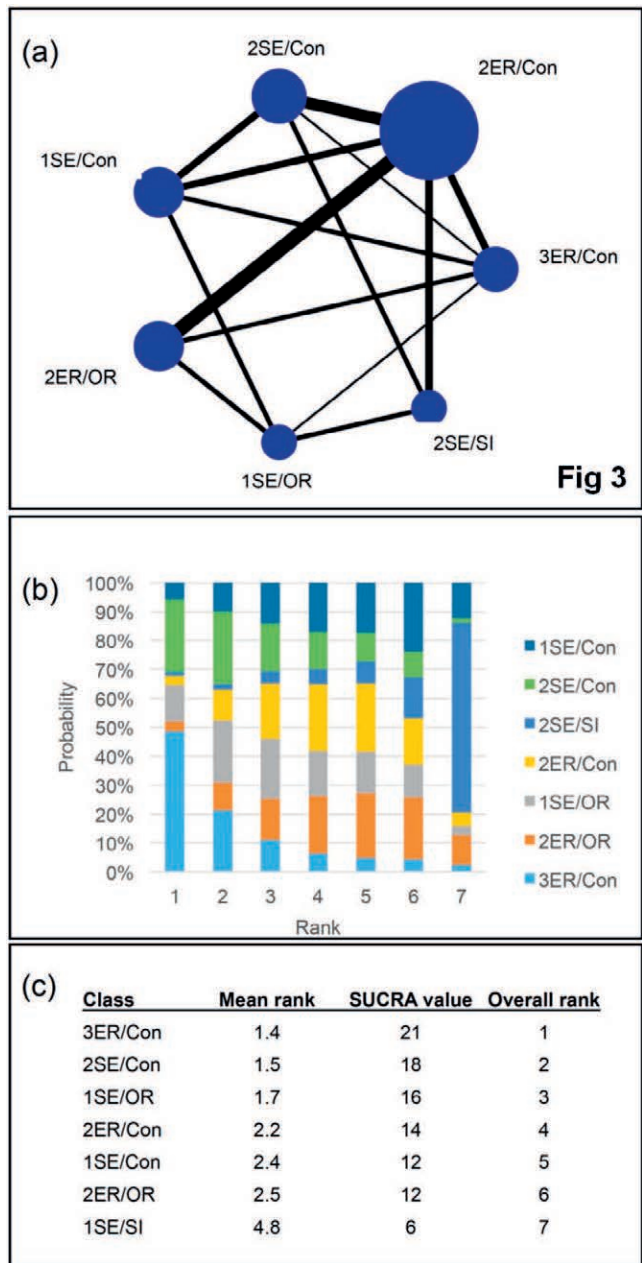 (a)
2SE/Con
2ER/Con
1SE/Con
3ER/Con
2ER/OR
2SE/SI
1SE/OR
Fig 3
(b)
100%
90%
80%
70%
60%
50%
40%
30%
20%
10%
0%
Probability
1 2 3 4 5 6 7
Rank
1SE/Con
2SE/Con
2SE/SI
2ER/Con
1SE/OR
2ER/OR
3ER/Con
(c)
Class Mean rank SUCRA value Overall rank
3ER/Con 1.4 21 1
2SE/Con 1.5 18 2
1SE/OR 1.7 16 3
2ER/Con 2.2 14 4
1SE/Con 2.4 12 5
2ER/OR 2.5 12 6
1SE/SI 4.8 6 7